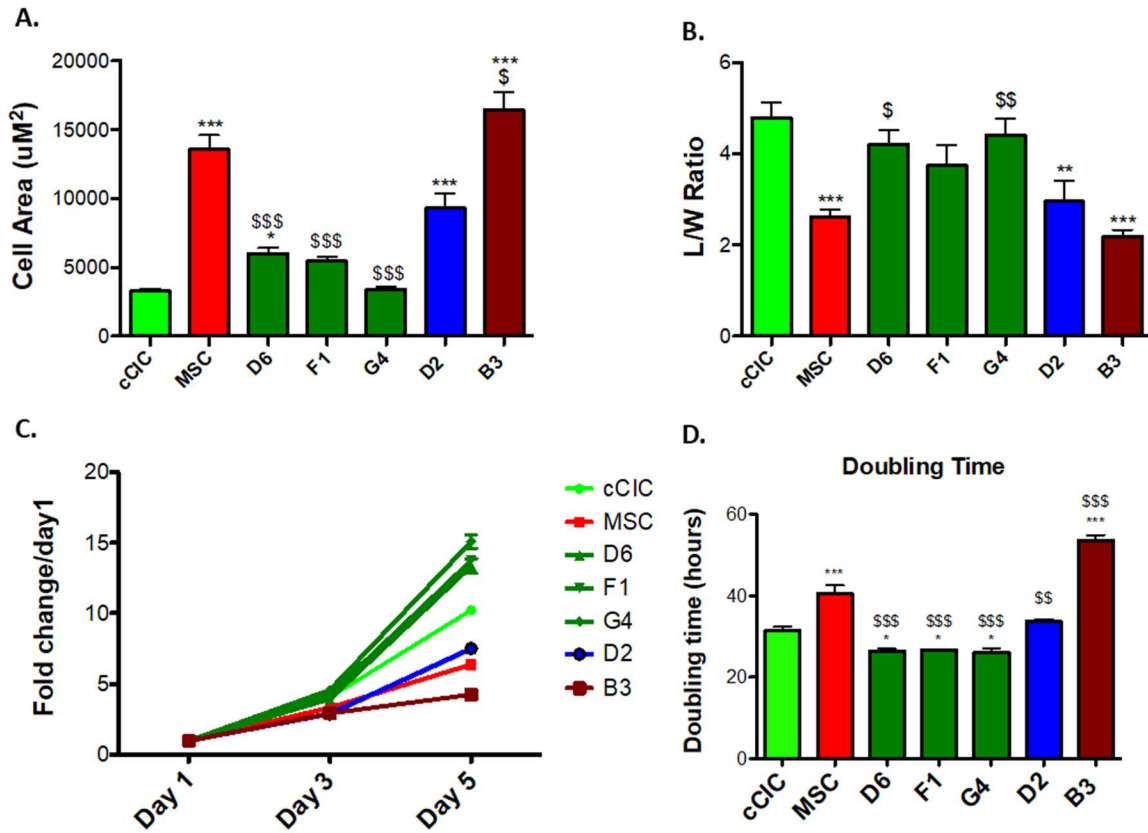 A.
20000
15000
10000
5000
0
Cell Area (uM²)
***
$$$
*
$$$
$$$
***
***
$
cCIC MSC D6 F1 G4 D2 B3
B.
6
4
2
0
L/W Ratio
***
$
$$
**
***
cCIC MSC D6 F1 G4 D2 B3
C.
20
15
10
5
0
Fold change/day1
Day 1 Day 3 Day 5
cCIC
MSC
D6
F1
G4
D2
B3
D.
Doubling Time
60
40
20
0
Doubling time (hours)
***
$$$
*
$$$
*
$$$
*
$$
$$$
***
cCIC MSC D6 F1 G4 D2 B3